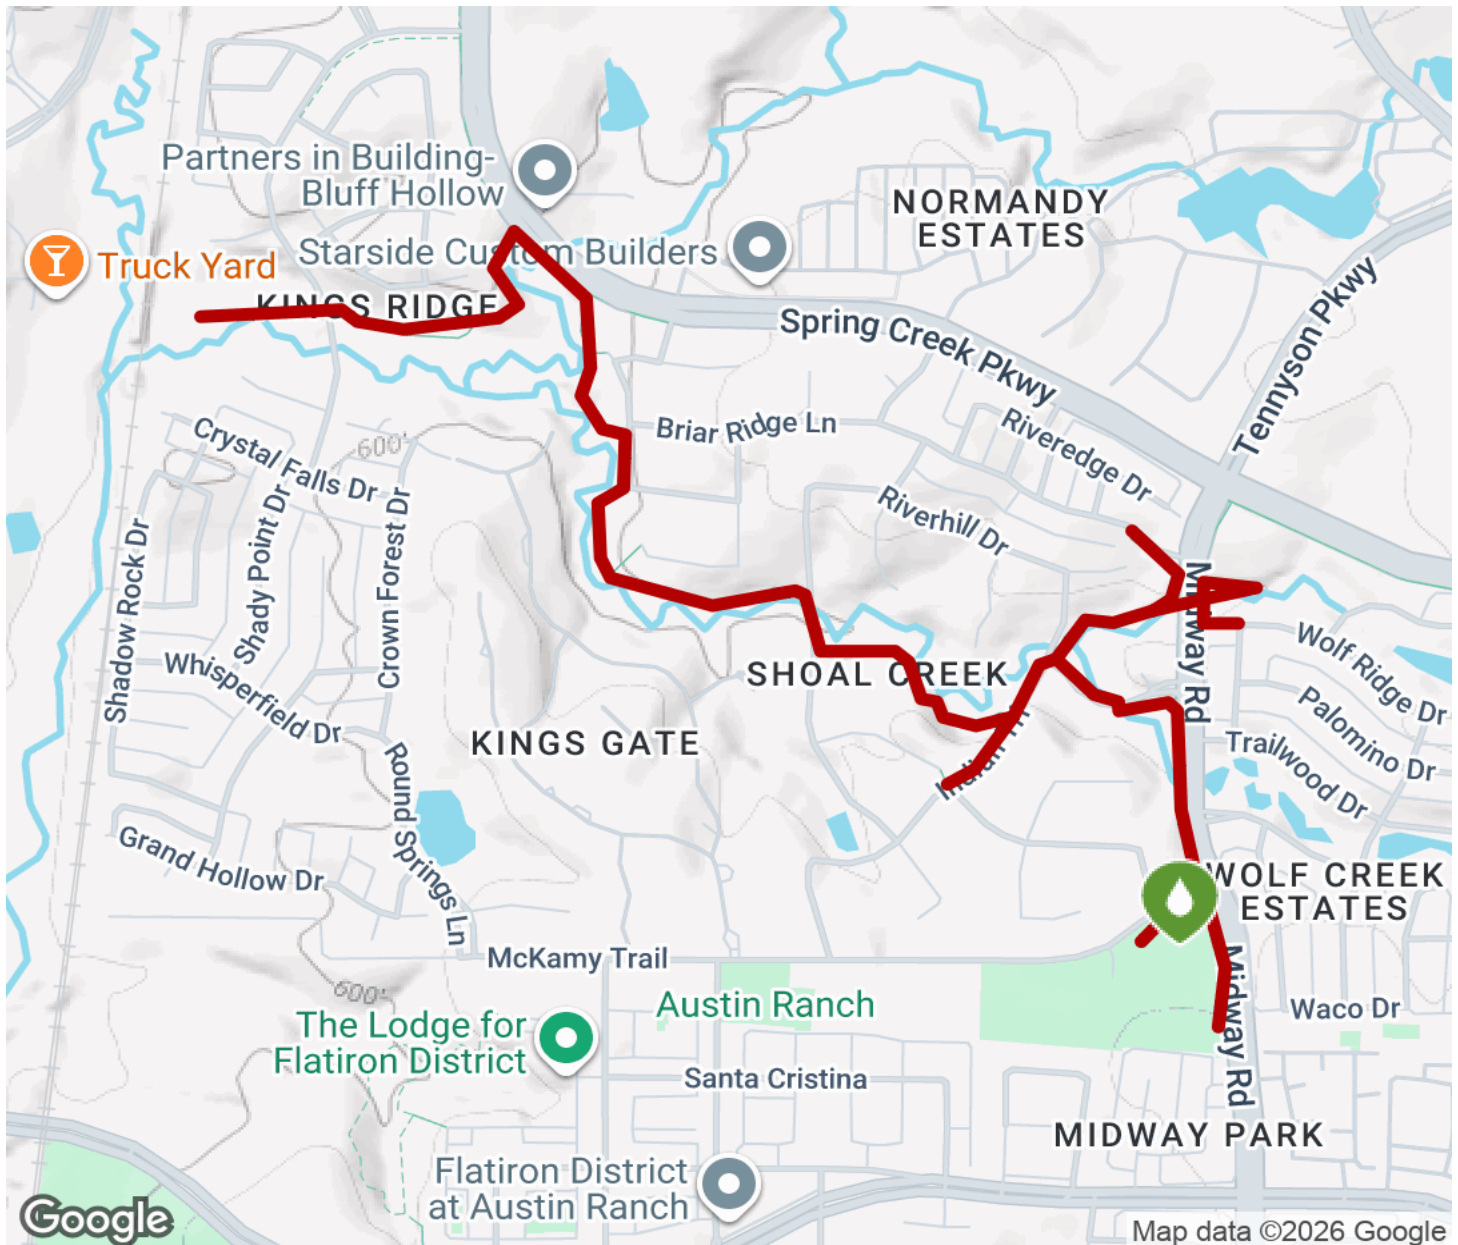 Partners in Building-
Bluff Hollow
NORMANDY
ESTATES
Starside Custom Builders
Truck Yard
KINGS RIDGE
Spring Creek Pkwy
Tennyson Pkwy
Briar Ridge Ln
Riveredge Dr
Crystal Falls Dr
600'
Riverhill Dr
Shadow Rock Dr
Shady Point Dr
Crown Forest Dr
Midway Rd
Wolf Ridge Dr
Whisperfield Dr
SHOAL CREEK
Palomino Dr
KINGS GATE
Indian Trl
Trailwood Dr
Round Springs Ln
Grand Hollow Dr
WOLF CREEK
ESTATES
McKamy Trail
600'
Austin Ranch
Midway Rd
Waco Dr
The Lodge for
Flatiron District
Santa Cristina
MIDWAY PARK
Flatiron District
at Austin Ranch
Google
Map data ©2026 Google